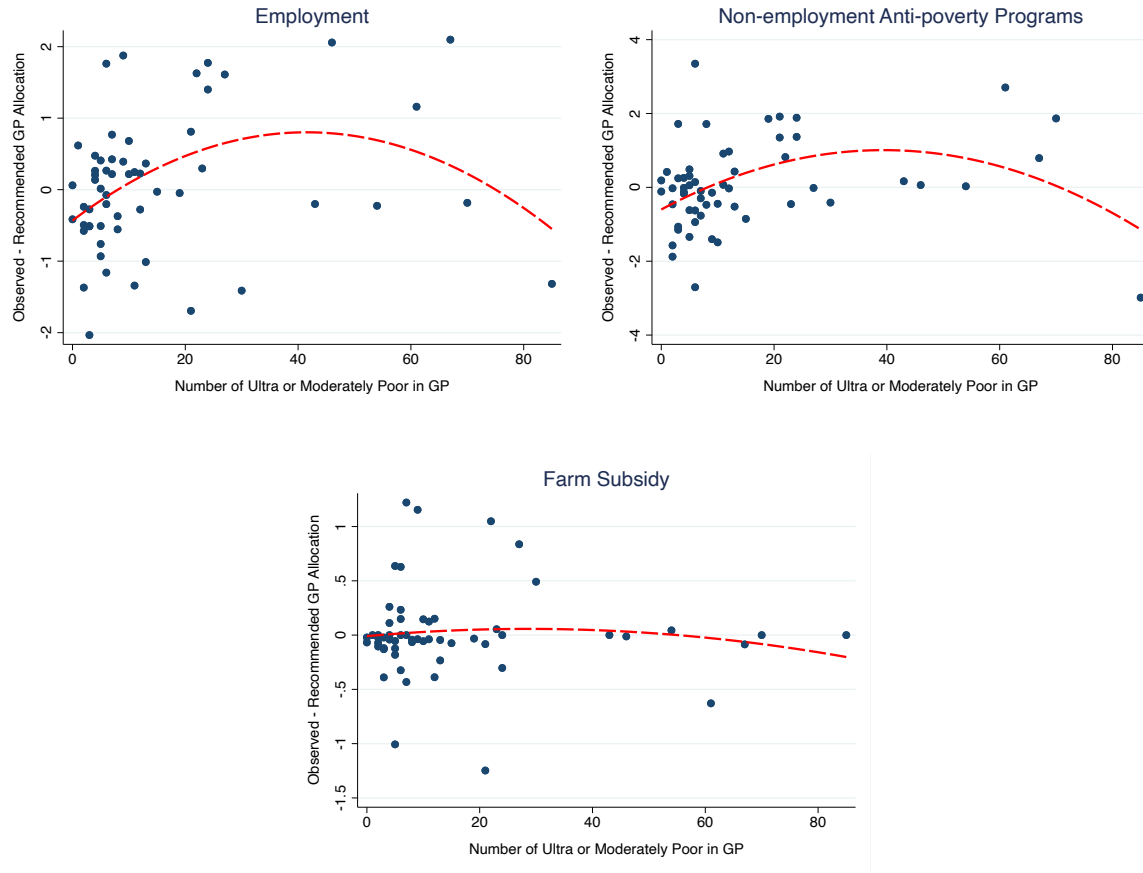 Employment
Observed - Recommended GP Allocation
2
1
0
-1
-2
0 20 40 60 80
Number of Ultra or Moderately Poor in GP
Non-employment Anti-poverty Programs
Observed - Recommended GP Allocation
4
2
0
-2
-4
0 20 40 60 80
Number of Ultra or Moderately Poor in GP
Farm Subsidy
Observed - Recommended GP Allocation
1
.5
0
-.5
-1
-1.5
0 20 40 60 80
Number of Ultra or Moderately Poor in GP